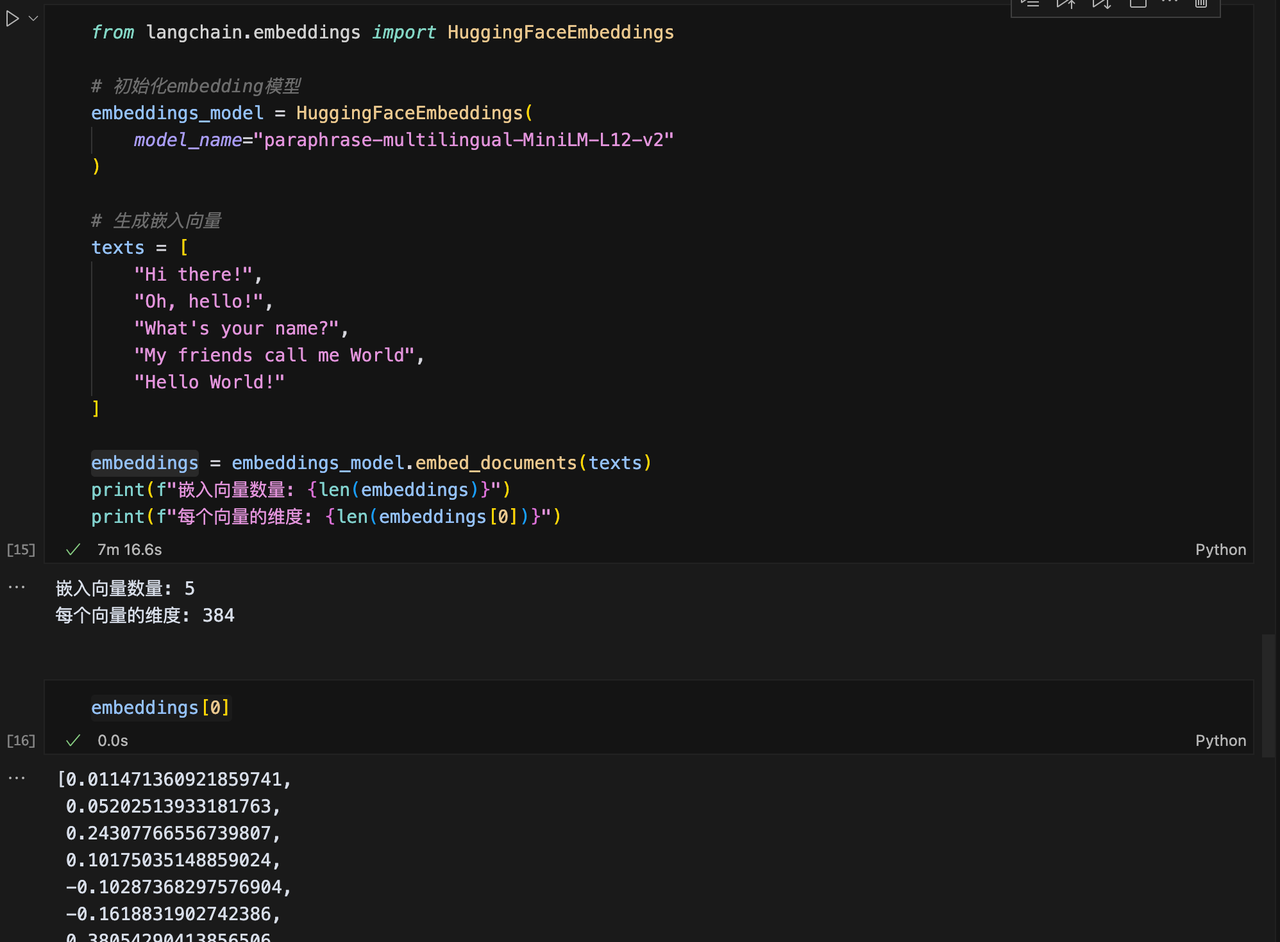 from langchain.embeddings import HuggingFaceEmbeddings
# 初始化embedding模型
embeddings_model = HuggingFaceEmbeddings(
model_name="paraphrase-multilingual-MiniLM-L12-v2"
)
# 生成嵌入向量
texts = [
"Hi there!",
"Oh, hello!",
"What's your name?",
"My friends call me World",
"Hello World!"
]
embeddings = embeddings_model.embed_documents(texts)
print(f"嵌入向量数量: {len(embeddings)}")
print(f"每个向量的维度: {len(embeddings[0])}")
[15] 7m 16.6s Python
嵌入向量数量: 5
每个向量的维度: 384
embeddings[0]
[16] 0.0s Python
[0.011471360921859741,
0.05202513933181763,
0.24307766556739807,
0.10175035148859024,
-0.10287368297576904,
-0.1618831902742386,
0.38054290413856506